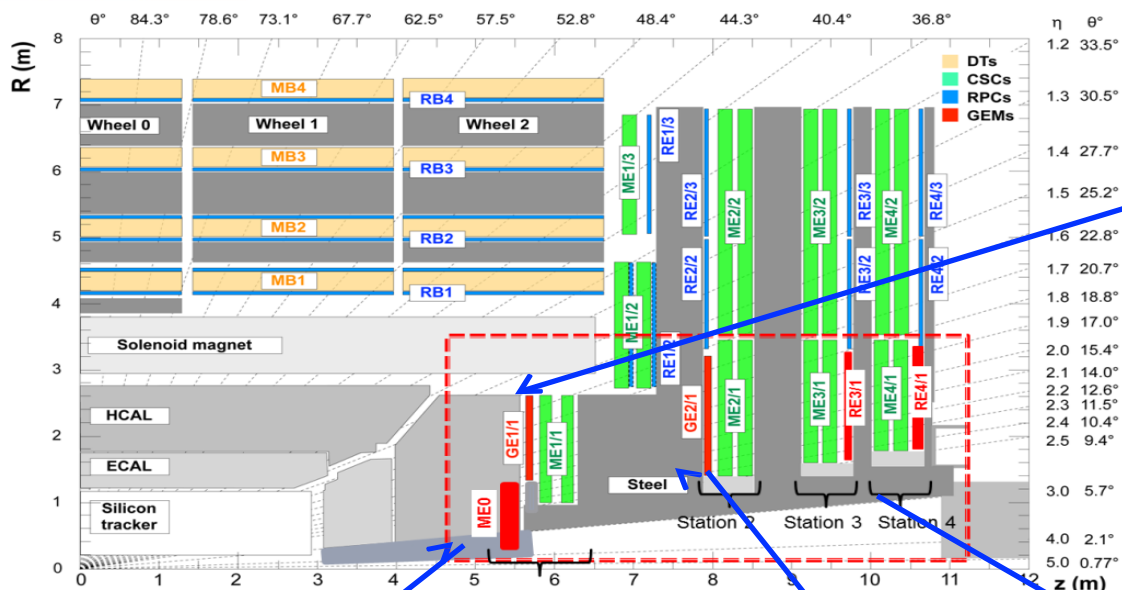 θ° 84.3° 78.6° 73.1° 67.7° 62.5° 57.5° 52.8° 48.4° 44.3° 40.4° 36.8° η θ°
R (m)
8
7
6
5
4
3
2
1
0
1.2 33.5°
1.3 30.5°
1.4 27.7°
1.5 25.2°
1.6 22.8°
1.7 20.7°
1.8 18.8°
1.9 17.0°
2.0 15.4°
2.1 14.0°
2.2 12.6°
2.3 11.5°
2.4 10.4°
2.5 9.4°
3.0 5.7°
4.0 2.1°
5.0 0.77°
DTs
CSCs
RPCs
GEMs
MB4
RB4
Wheel 0
Wheel 1
Wheel 2
MB3
RB3
MB2
RB2
MB1
RB1
Solenoid magnet
HCAL
ECAL
Silicon
tracker
Steel
ME1/3
RE1/3
ME1/2
RE1/2
RE2/3
RE2/2
ME2/2
ME3/2
RE3/3
RE3/2
ME4/2
RE4/3
RE4/2
GE1/1
ME1/1
ME0
GE2/1
ME2/1
ME3/1
RE3/1
ME4/1
RE4/1
Station 2
Station 3
Station 4
0 1 2 3 4 5 6 7 8 9 10 11 12
z (m)